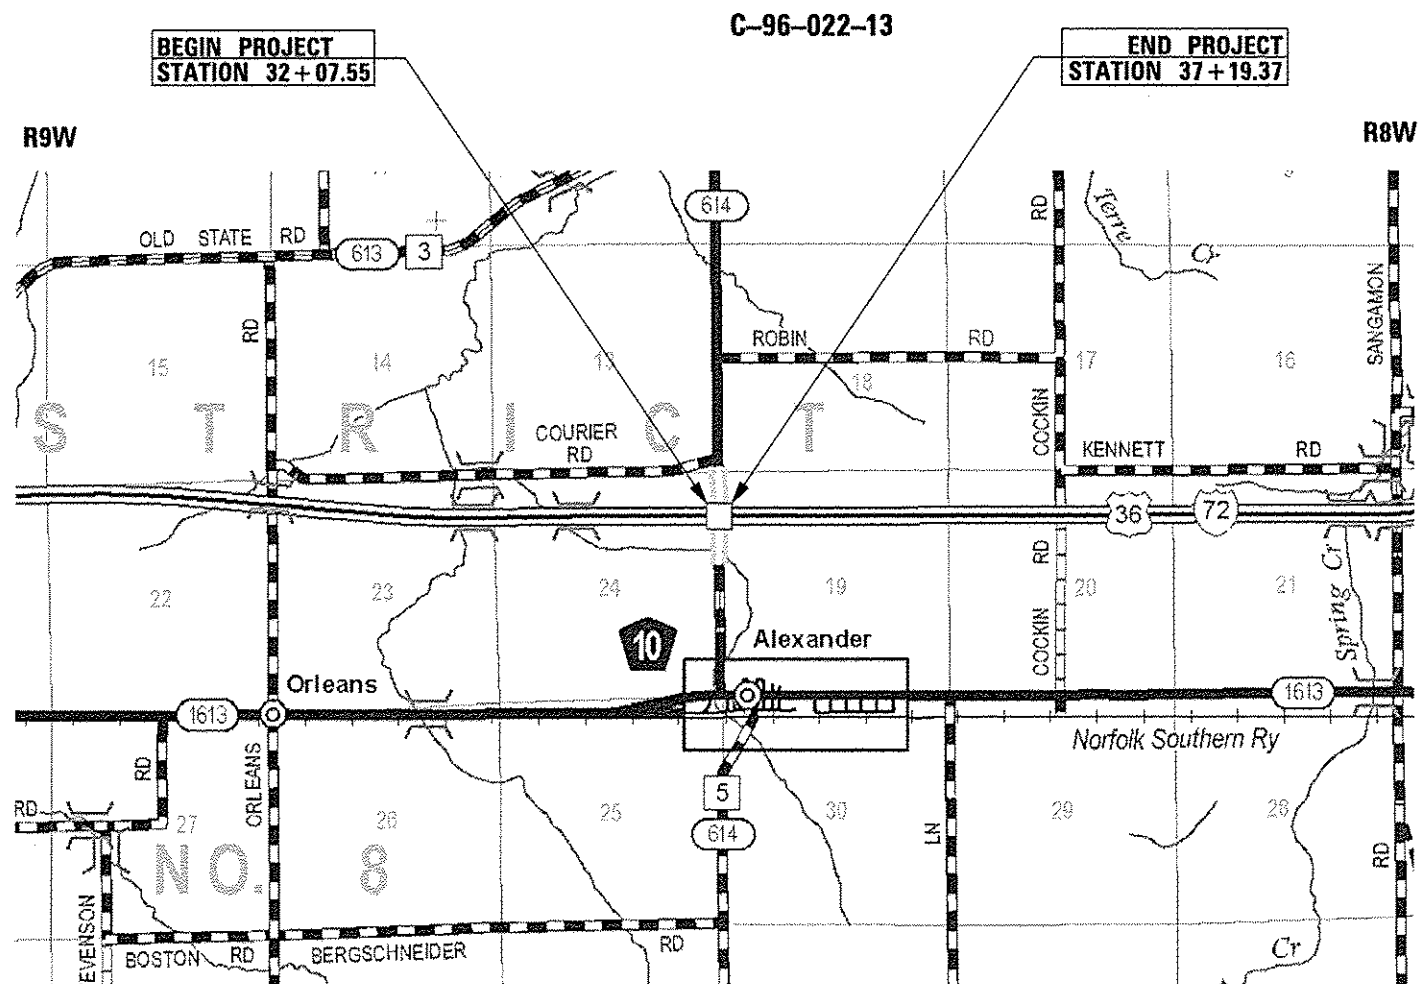 C-96-022-13
BEGIN PROJECT
STATION 32+07.55
END PROJECT
STATION 37+19.37
R9W
R8W
614
RD
Terre
Cr
OLD STATE RD
613
3
RD
SANGAMON
ROBIN RD
15
14
13
18
17
16
COCKIN
S T R I C T
COURIER
RD
KENNETT RD
36
72
RD
Spring Cr
22
23
24
19
20
21
COCKIN
10
Alexander
Orleans
1613
1613
Norfolk Southern Ry
RD
ORLEANS
5
RD
27
26
25
30
29
28
614
LN
RD
NO. 8
EVENSON
BOSTON RD
BERGSCHNEIDER RD
Cr